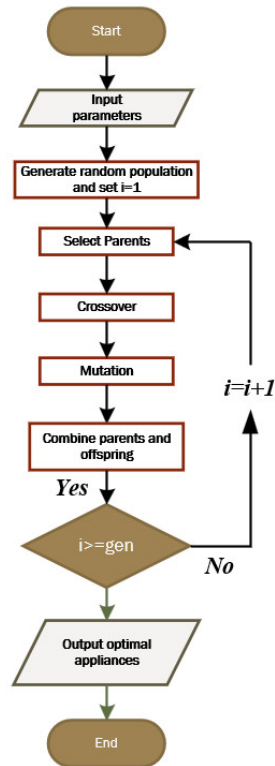 Start
Input
parameters
Generate random population
and set i=1
Select Parents
Crossover
i=i+1
Mutation
Combine parents and
offspring
Yes
i>=gen
No
Output optimal
appliances
End